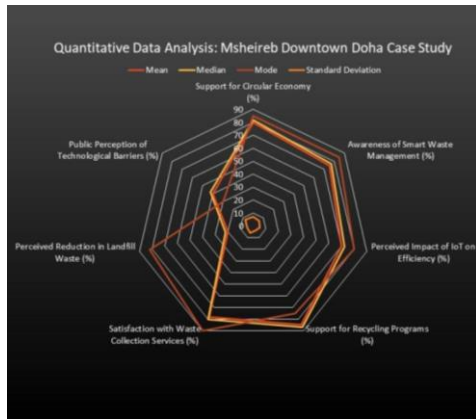 Quantitative Data Analysis: Msheireb Downtown Doha Case Study
Mean Median Mode Standard Deviation
Support for Circular Economy
(%)
90
80
70
60
50
40
30
20
10
0
Public Perception of
Technological Barriers (%)
Awareness of Smart Waste
Management (%)
Perceived Reduction in Landfill
Waste (%)
Perceived Impact of IoT on
Efficiency (%)
Satisfaction with Waste
Collection Services (%)
Support for Recycling Programs
(%)